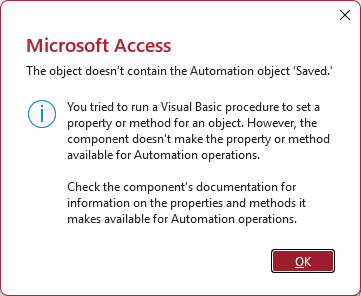 Microsoft Access
The object doesn't contain the Automation object 'Saved.'
You tried to run a Visual Basic procedure to set a
property or method for an object. However, the
component doesn't make the property or method
available for Automation operations.
Check the component's documentation for
information on the properties and methods it
makes available for Automation operations.
OK